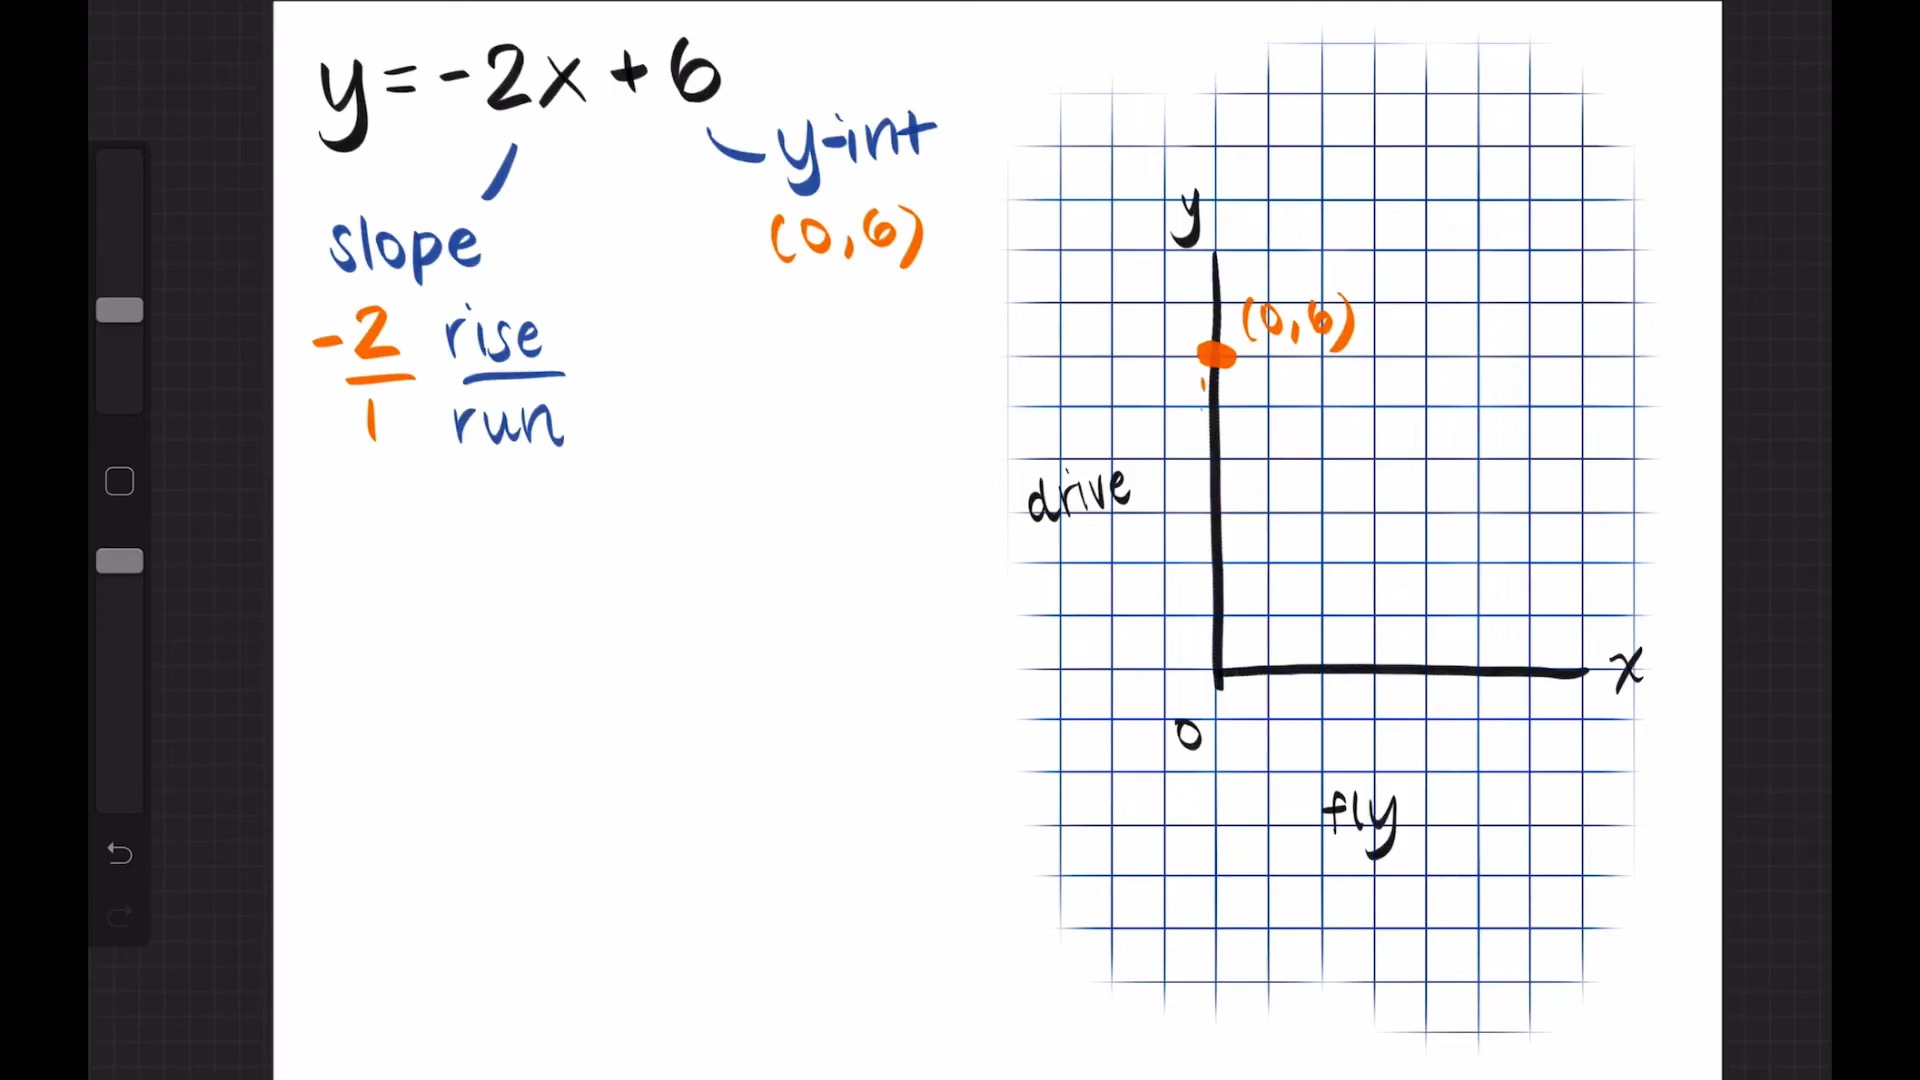 y = -2x + 6
y-int
(0,6)
slope
-2 rise
1 run
y
(0,6)
drive
x
0
fly